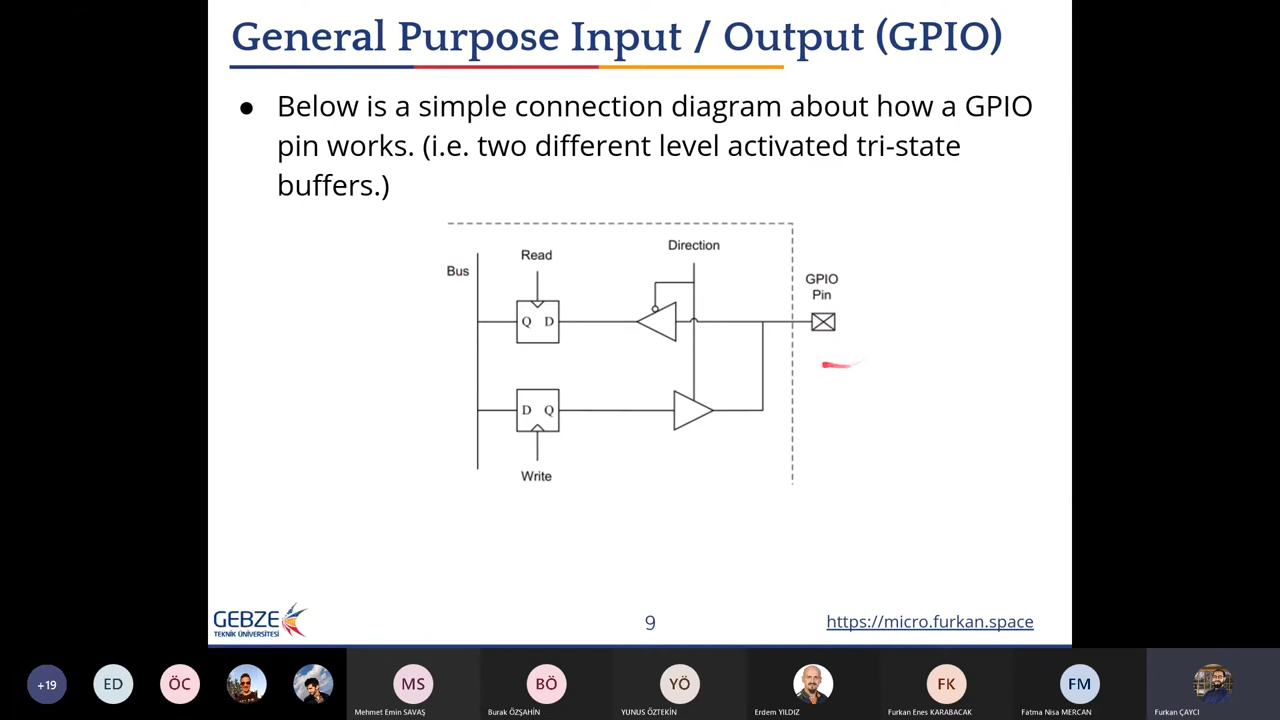 General Purpose Input / Output (GPIO)
● Below is a simple connection diagram about how a GPIO
pin works. (i.e. two different level activated tri-state
buffers.)
Direction
Read
Bus
GPIO
Pin
Q D
D Q
Write
GEBZE
TEKNİK ÜNİVERSİTESİ
9
https://micro.furkan.space
+19
ED
ÖC
MS
BÖ
YÖ
FK
FM
Mehmet Emin SAVAŞ
Burak ÖZŞAHİN
YUNUS ÖZTEKİN
Erdem YILDIZ
Furkan Enes KARABACAK
Fatma Nisa MERCAN
Furkan ÇAYCI